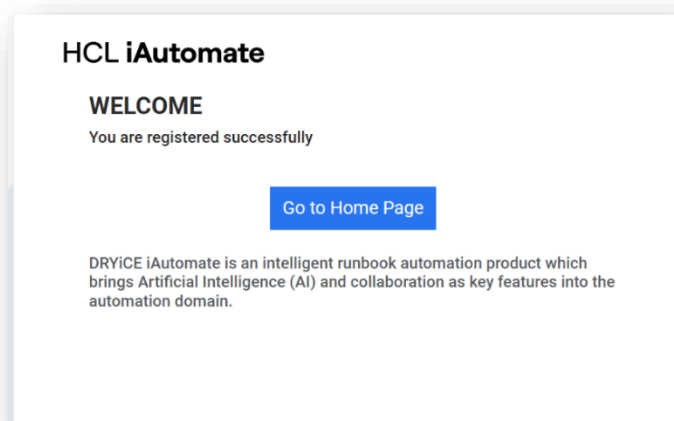 HCL iAutomate
WELCOME
You are registered successfully
Go to Home Page
DRYiCE iAutomate is an intelligent runbook automation product which
brings Artificial Intelligence (AI) and collaboration as key features into the
automation domain.